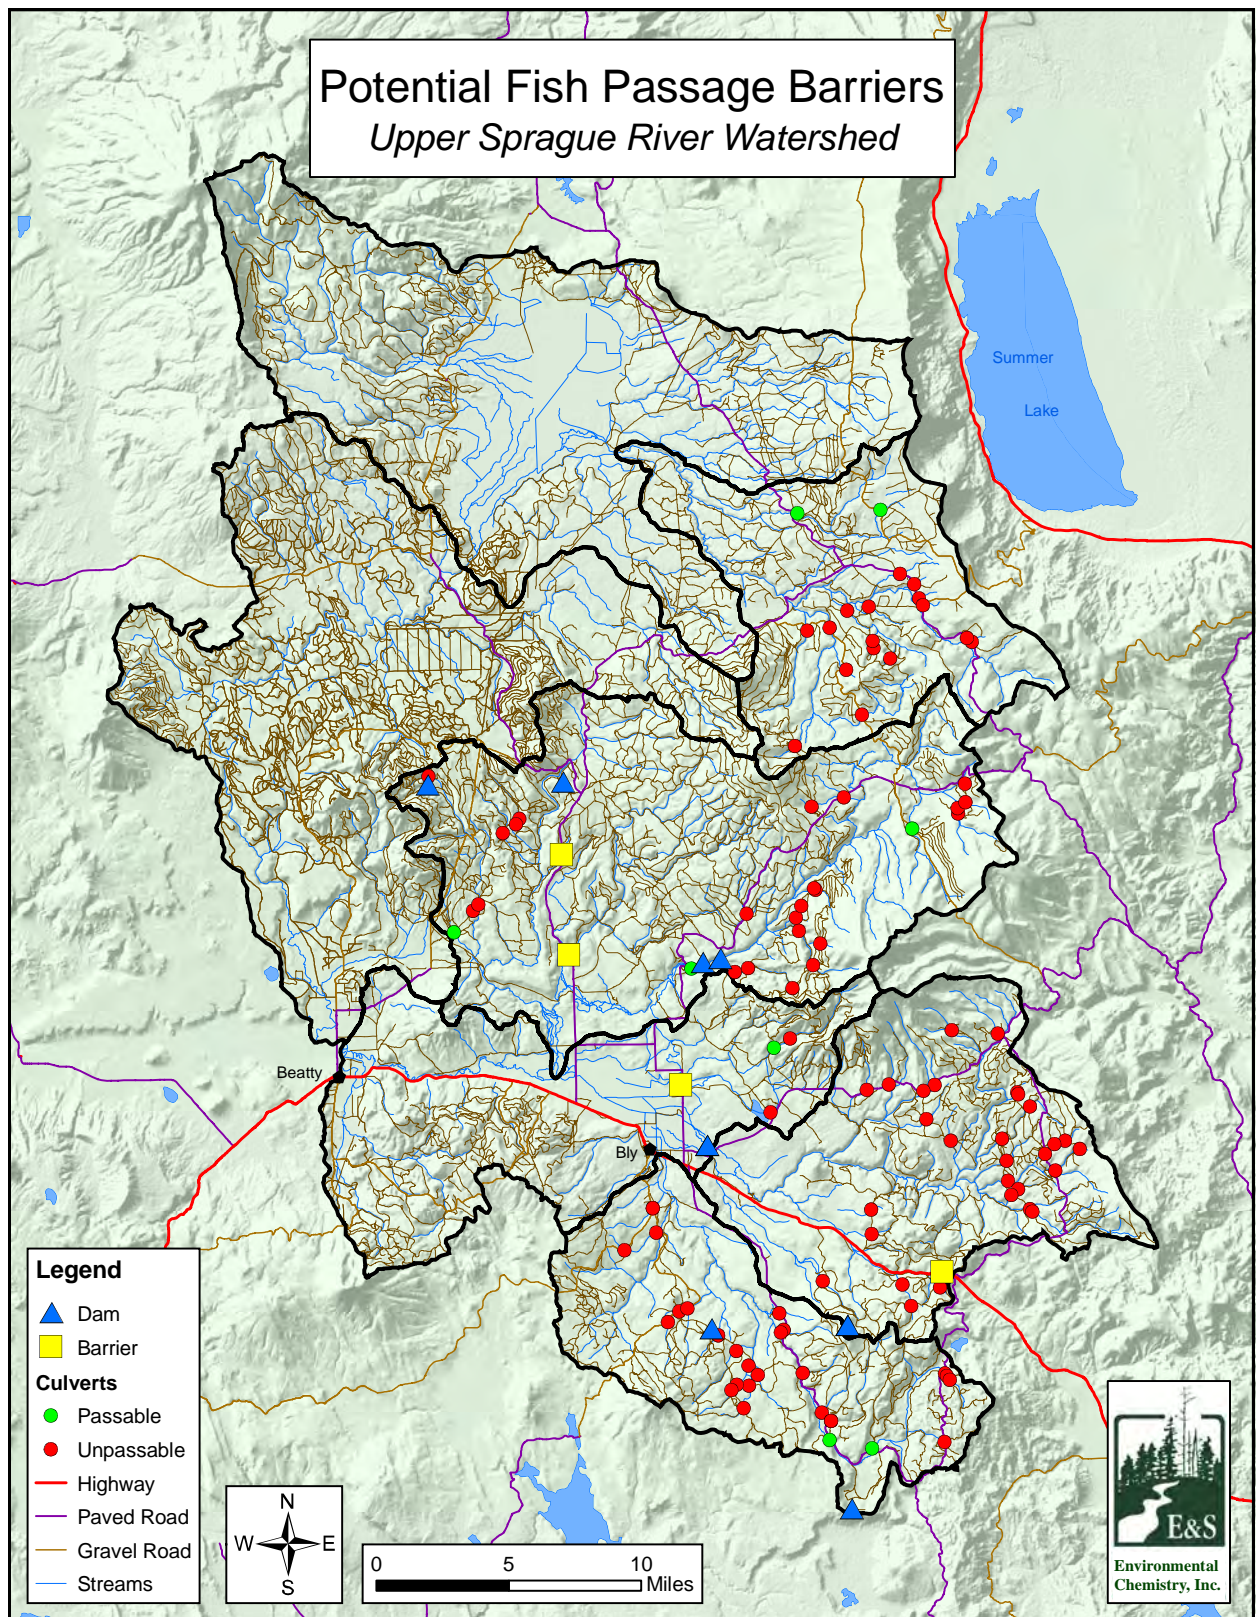 Potential Fish Passage Barriers
Upper Sprague River Watershed
Summer
Lake
Beatty
Bly
Legend
Dam
Barrier
Culverts
Passable
Unpassable
Highway
Paved Road
Gravel Road
Streams
N
W E
S
0 5 10
Miles
E&S
Environmental
Chemistry, Inc.